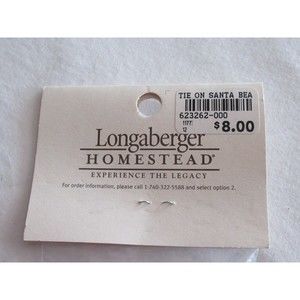 TIE ON SANTA BEA
623262-000
$8.00
Longaberger
HOMESTEAD®
EXPERIENCE THE LEGACY
For order information, please call 1-740-322-5588 and select option 2.